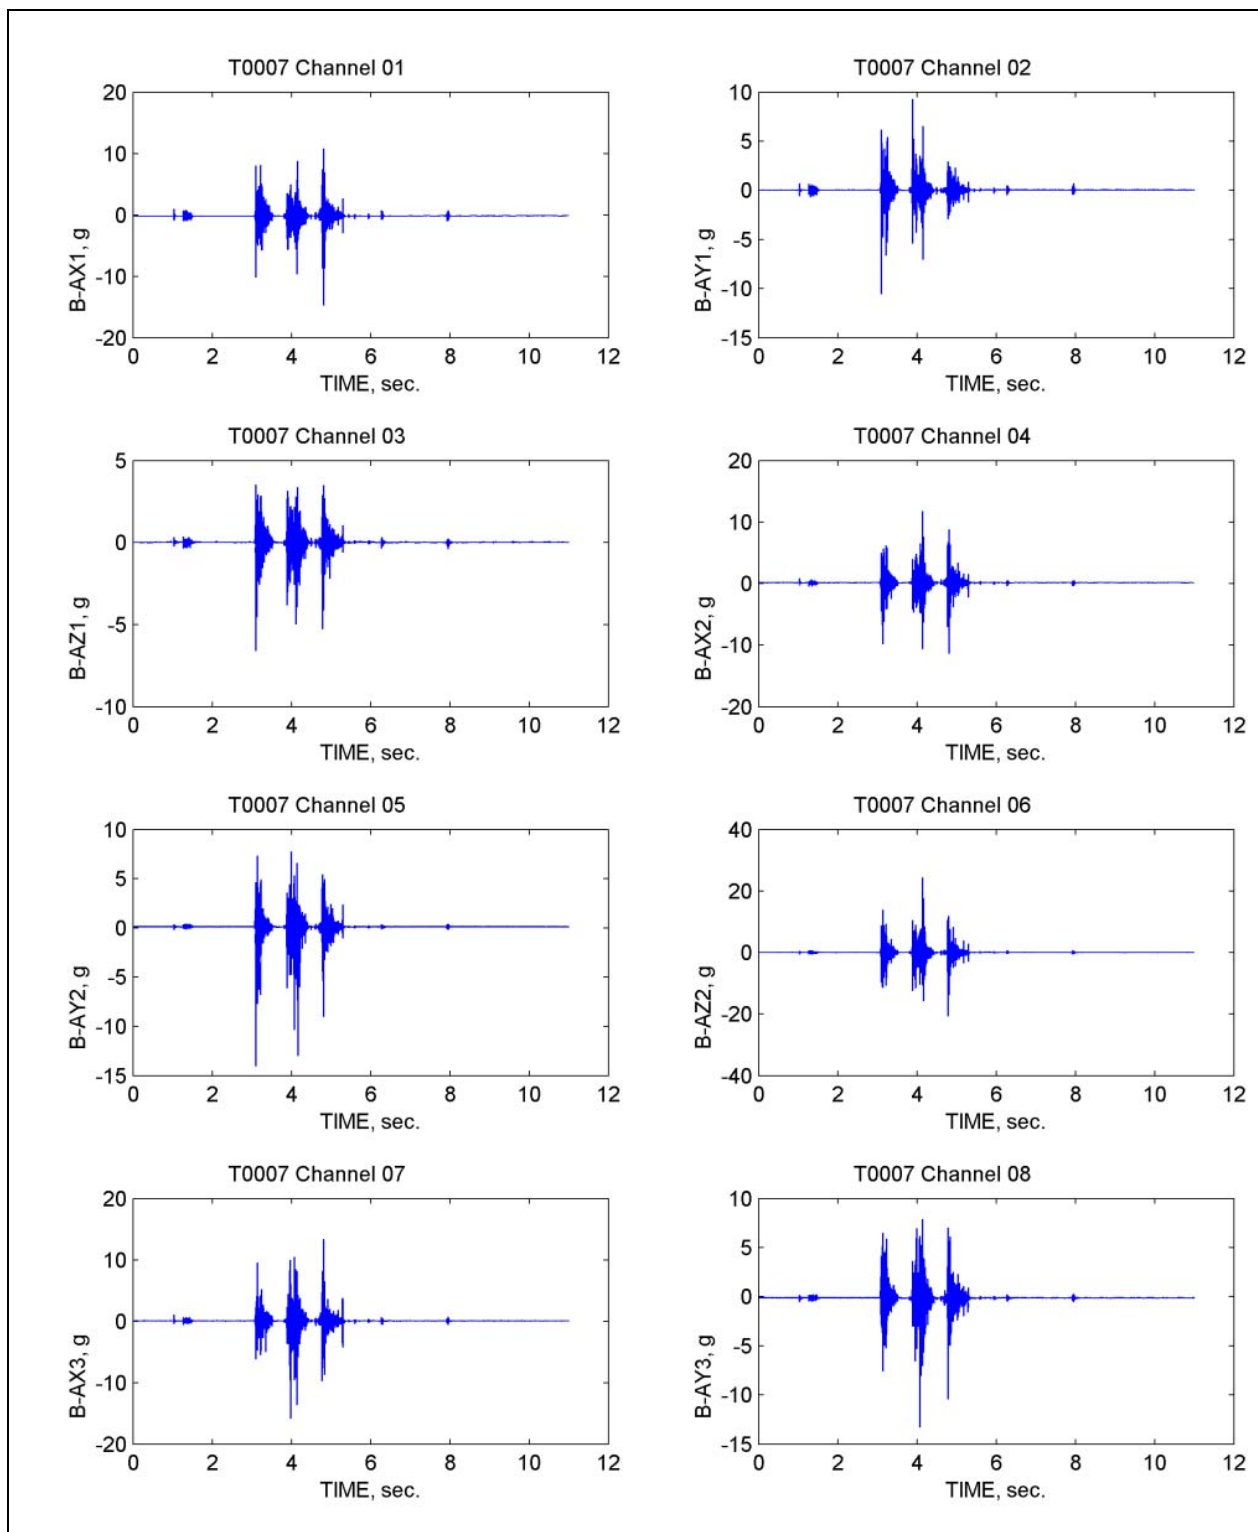 T0007 Channel 01
20
10
0
-10
-20
B-AX1, g
0 2 4 6 8 10 12
TIME, sec.
T0007 Channel 02
10
5
0
-5
-10
-15
B-AY1, g
0 2 4 6 8 10 12
TIME, sec.
T0007 Channel 03
5
0
-5
-10
B-AZ1, g
0 2 4 6 8 10 12
TIME, sec.
T0007 Channel 04
20
10
0
-10
-20
B-AX2, g
0 2 4 6 8 10 12
TIME, sec.
T0007 Channel 05
10
5
0
-5
-10
-15
B-AY2, g
0 2 4 6 8 10 12
TIME, sec.
T0007 Channel 06
40
20
0
-20
-40
B-AZ2, g
0 2 4 6 8 10 12
TIME, sec.
T0007 Channel 07
20
10
0
-10
-20
B-AX3, g
0 2 4 6 8 10 12
TIME, sec.
T0007 Channel 08
10
5
0
-5
-10
-15
B-AY3, g
0 2 4 6 8 10 12
TIME, sec.